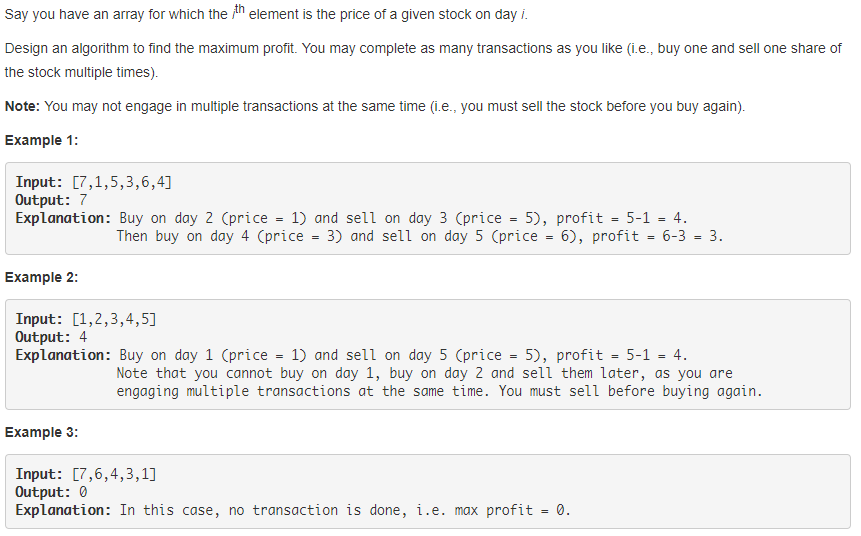 Say you have an array for which the ith element is the price of a given stock on day i.
Design an algorithm to find the maximum profit. You may complete as many transactions as you like (i.e., buy one and sell one share of
the stock multiple times).
Note: You may not engage in multiple transactions at the same time (i.e., you must sell the stock before you buy again).
Example 1:
Input: [7,1,5,3,6,4]
Output: 7
Explanation: Buy on day 2 (price = 1) and sell on day 3 (price = 5), profit = 5-1 = 4.
Then buy on day 4 (price = 3) and sell on day 5 (price = 6), profit = 6-3 = 3.
Example 2:
Input: [1,2,3,4,5]
Output: 4
Explanation: Buy on day 1 (price = 1) and sell on day 5 (price = 5), profit = 5-1 = 4.
Note that you cannot buy on day 1, buy on day 2 and sell them later, as you are
engaging multiple transactions at the same time. You must sell before buying again.
Example 3:
Input: [7,6,4,3,1]
Output: 0
Explanation: In this case, no transaction is done, i.e. max profit = 0.